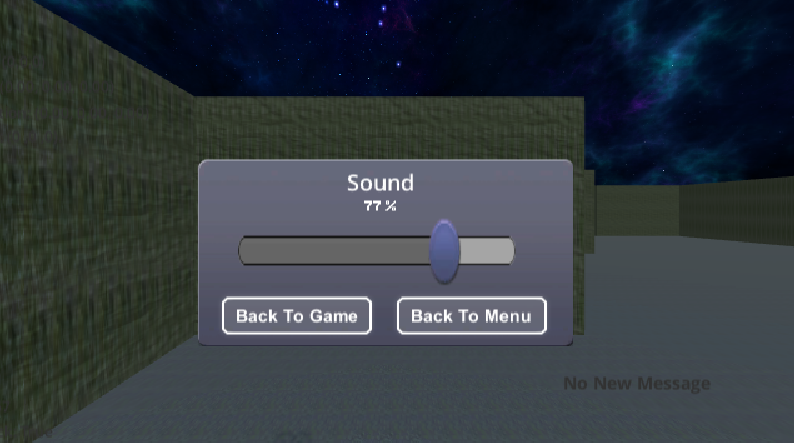 Sound
77 %
Back To Game
Back To Menu
No New Message